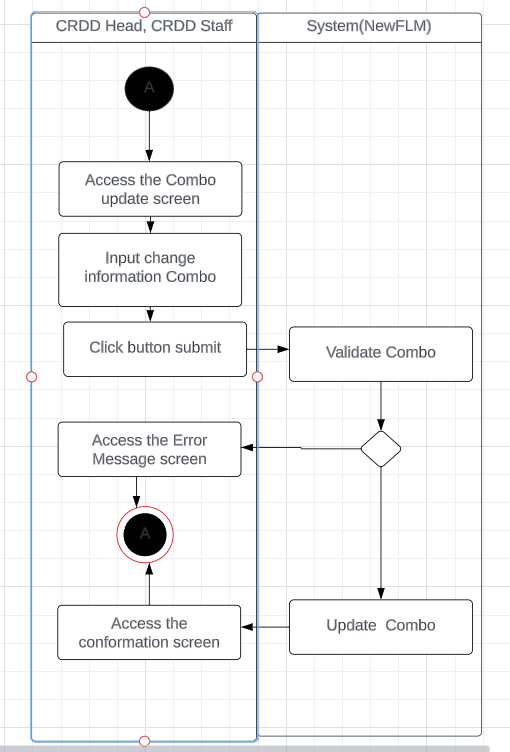 CRDD Head, CRDD Staff
System(NewFLM)
A
Access the Combo
update screen
Input change
information Combo
Click button submit
Validate Combo
Access the Error
Message screen
A
Access the
conformation screen
Update  Combo